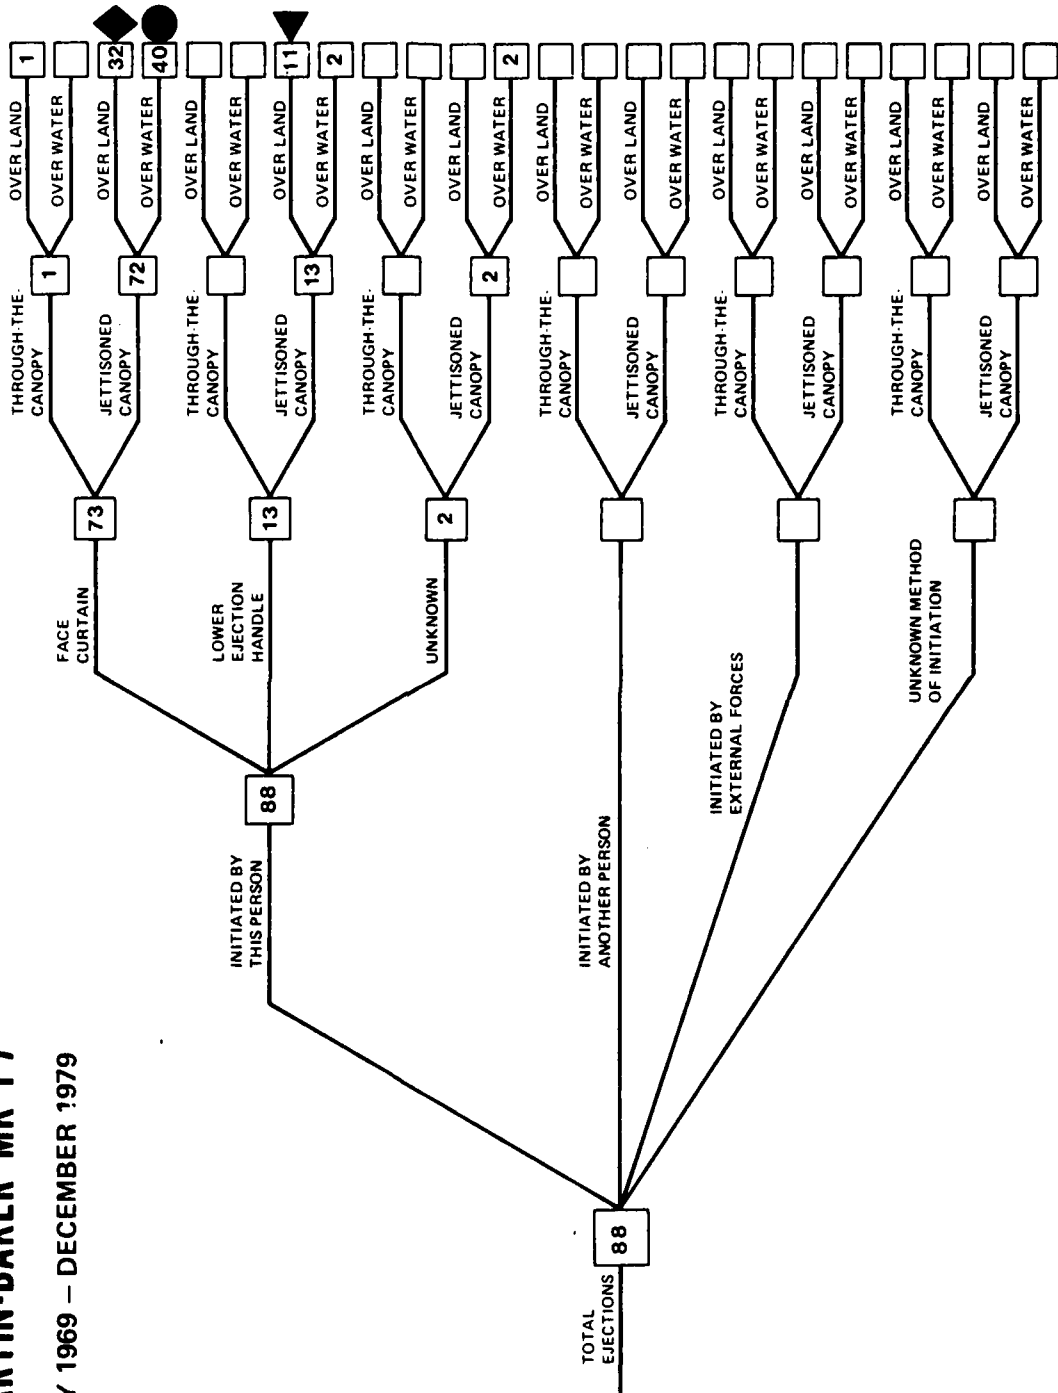 RTIN-BAKER MK
Y 1969 – DECEMBER 1979
TOTAL
EJECTIONS
88
INITIATED BY
THIS PERSON
88
FACE
CURTAIN
73
THROUGH-THE-
CANOPY
1
OVER LAND
1
OVER WATER
JETTISONED
CANOPY
72
OVER LAND
32
OVER WATER
40
LOWER
EJECTION
HANDLE
13
THROUGH-THE-
CANOPY
OVER LAND
OVER WATER
JETTISONED
CANOPY
13
OVER LAND
11
OVER WATER
2
UNKNOWN
2
THROUGH-THE-
CANOPY
OVER LAND
OVER WATER
JETTISONED
CANOPY
2
OVER LAND
OVER WATER
2
INITIATED BY
ANOTHER PERSON
THROUGH-THE-
CANOPY
OVER LAND
OVER WATER
JETTISONED
CANOPY
OVER LAND
OVER WATER
INITIATED BY
EXTERNAL FORCES
THROUGH-THE-
CANOPY
OVER LAND
OVER WATER
JETTISONED
CANOPY
OVER LAND
OVER WATER
UNKNOWN METHOD
OF INITIATION
THROUGH-THE-
CANOPY
OVER LAND
OVER WATER
JETTISONED
CANOPY
OVER LAND
OVER WATER